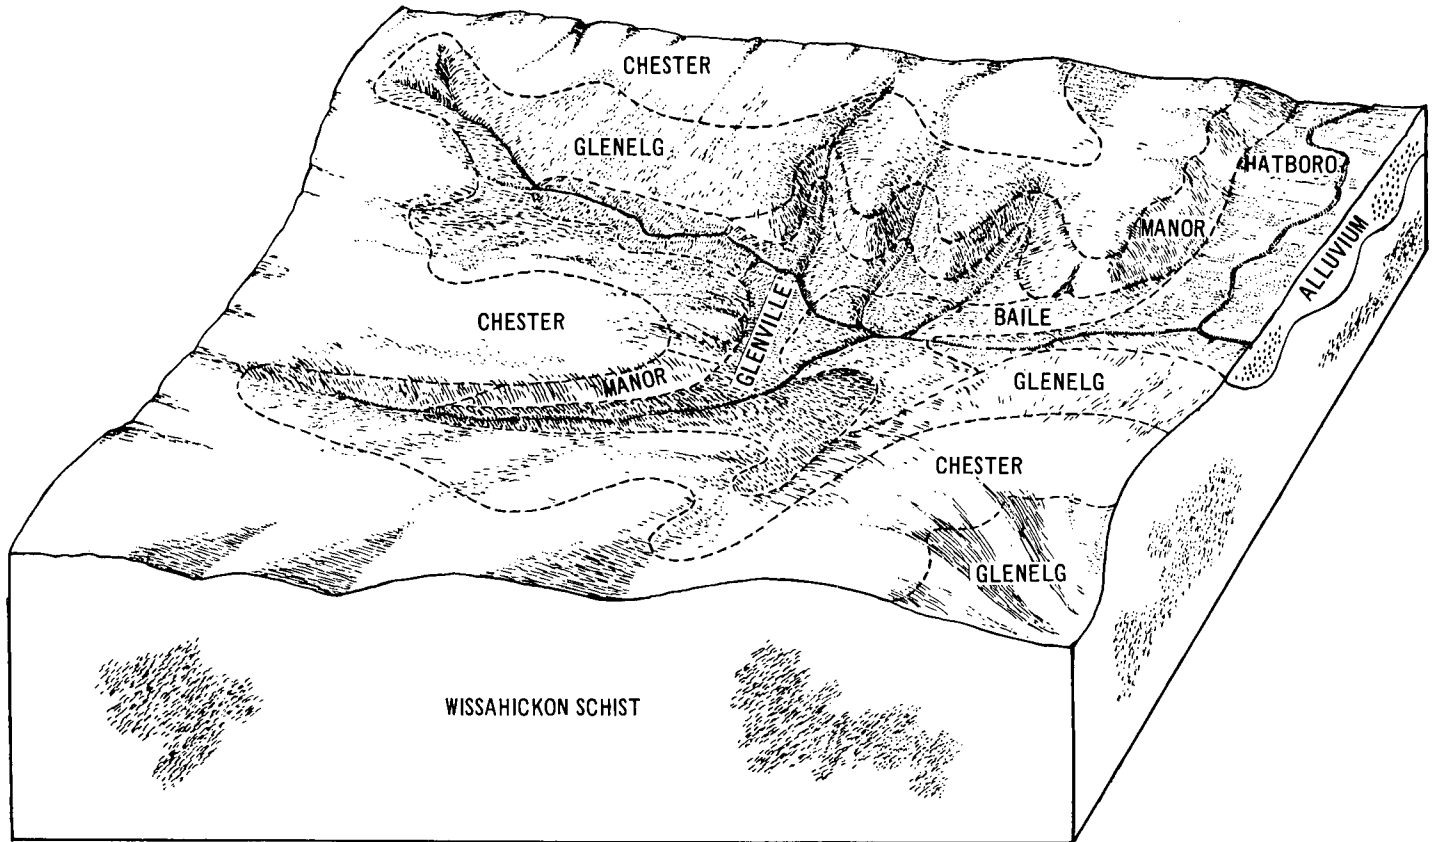 CHESTER
GLENELG
HATBORO
MANOR
ALLUVIUM
GLENVILLE
BAILE
CHESTER
MANOR
GLENELG
CHESTER
GLENELG
WISSAHICKON SCHIST